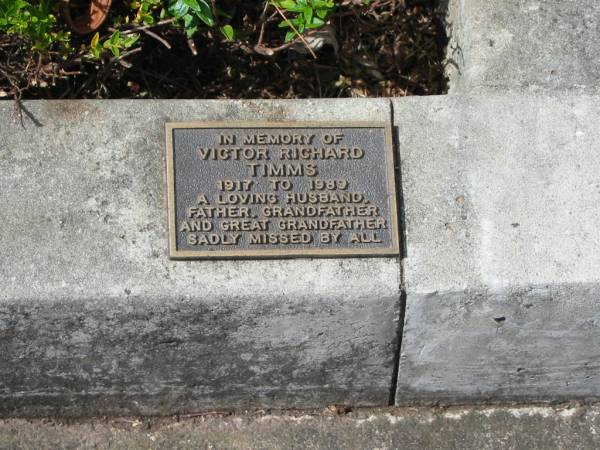 IN MEMORY OF
VICTOR RICHARD
TIMMS
1917 TO 1989
A LOVING HUSBAND,
FATHER, GRANDFATHER
AND GREAT GRANDFATHER
SADLY MISSED BY ALL